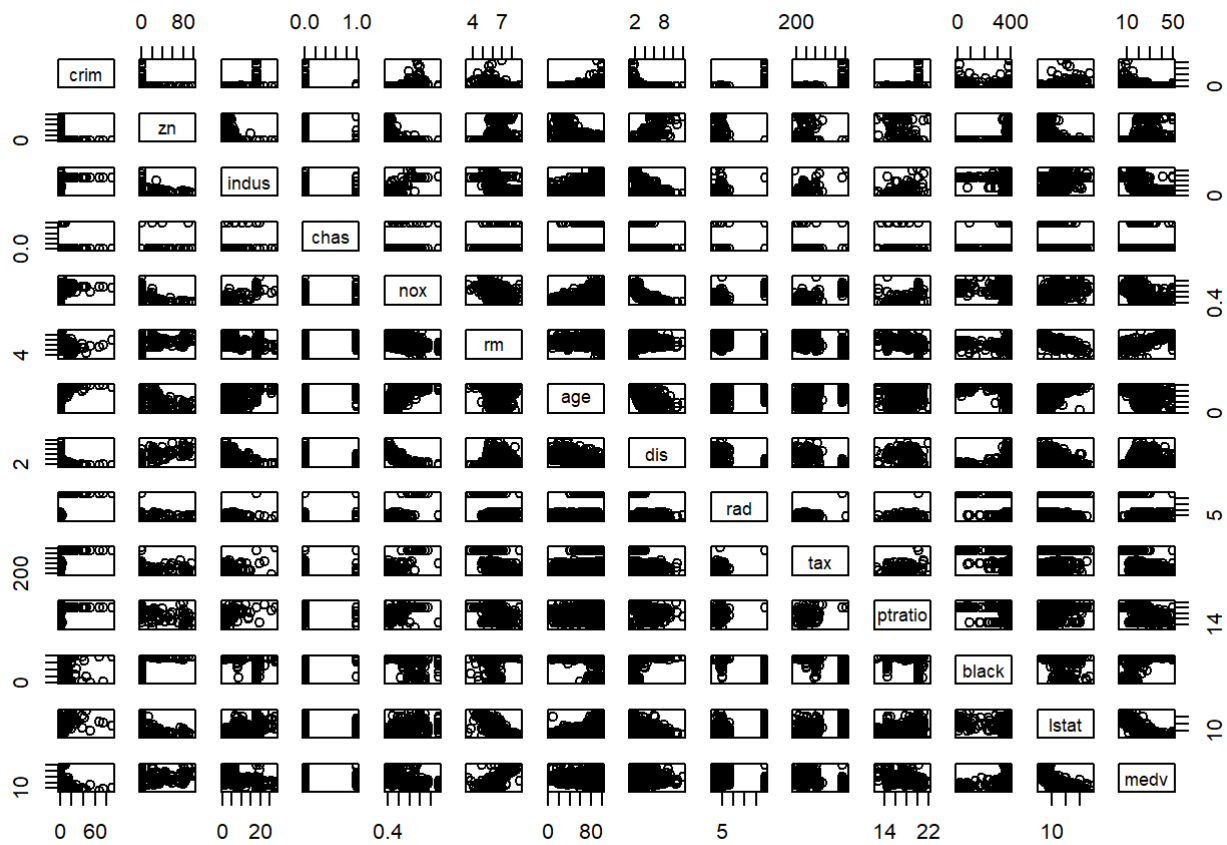 0 80 0.0 1.0 4 7 2 8 200 0 400 10 50
crim 0
0 zn
indus 0
0.0 chas
nox 0.4
4 rm
age 0
2 dis
rad 5
200 tax
ptratio 14
0 black
lstat 10
10 medv
0 60 0 20 0.4 0 80 5 14 22 10